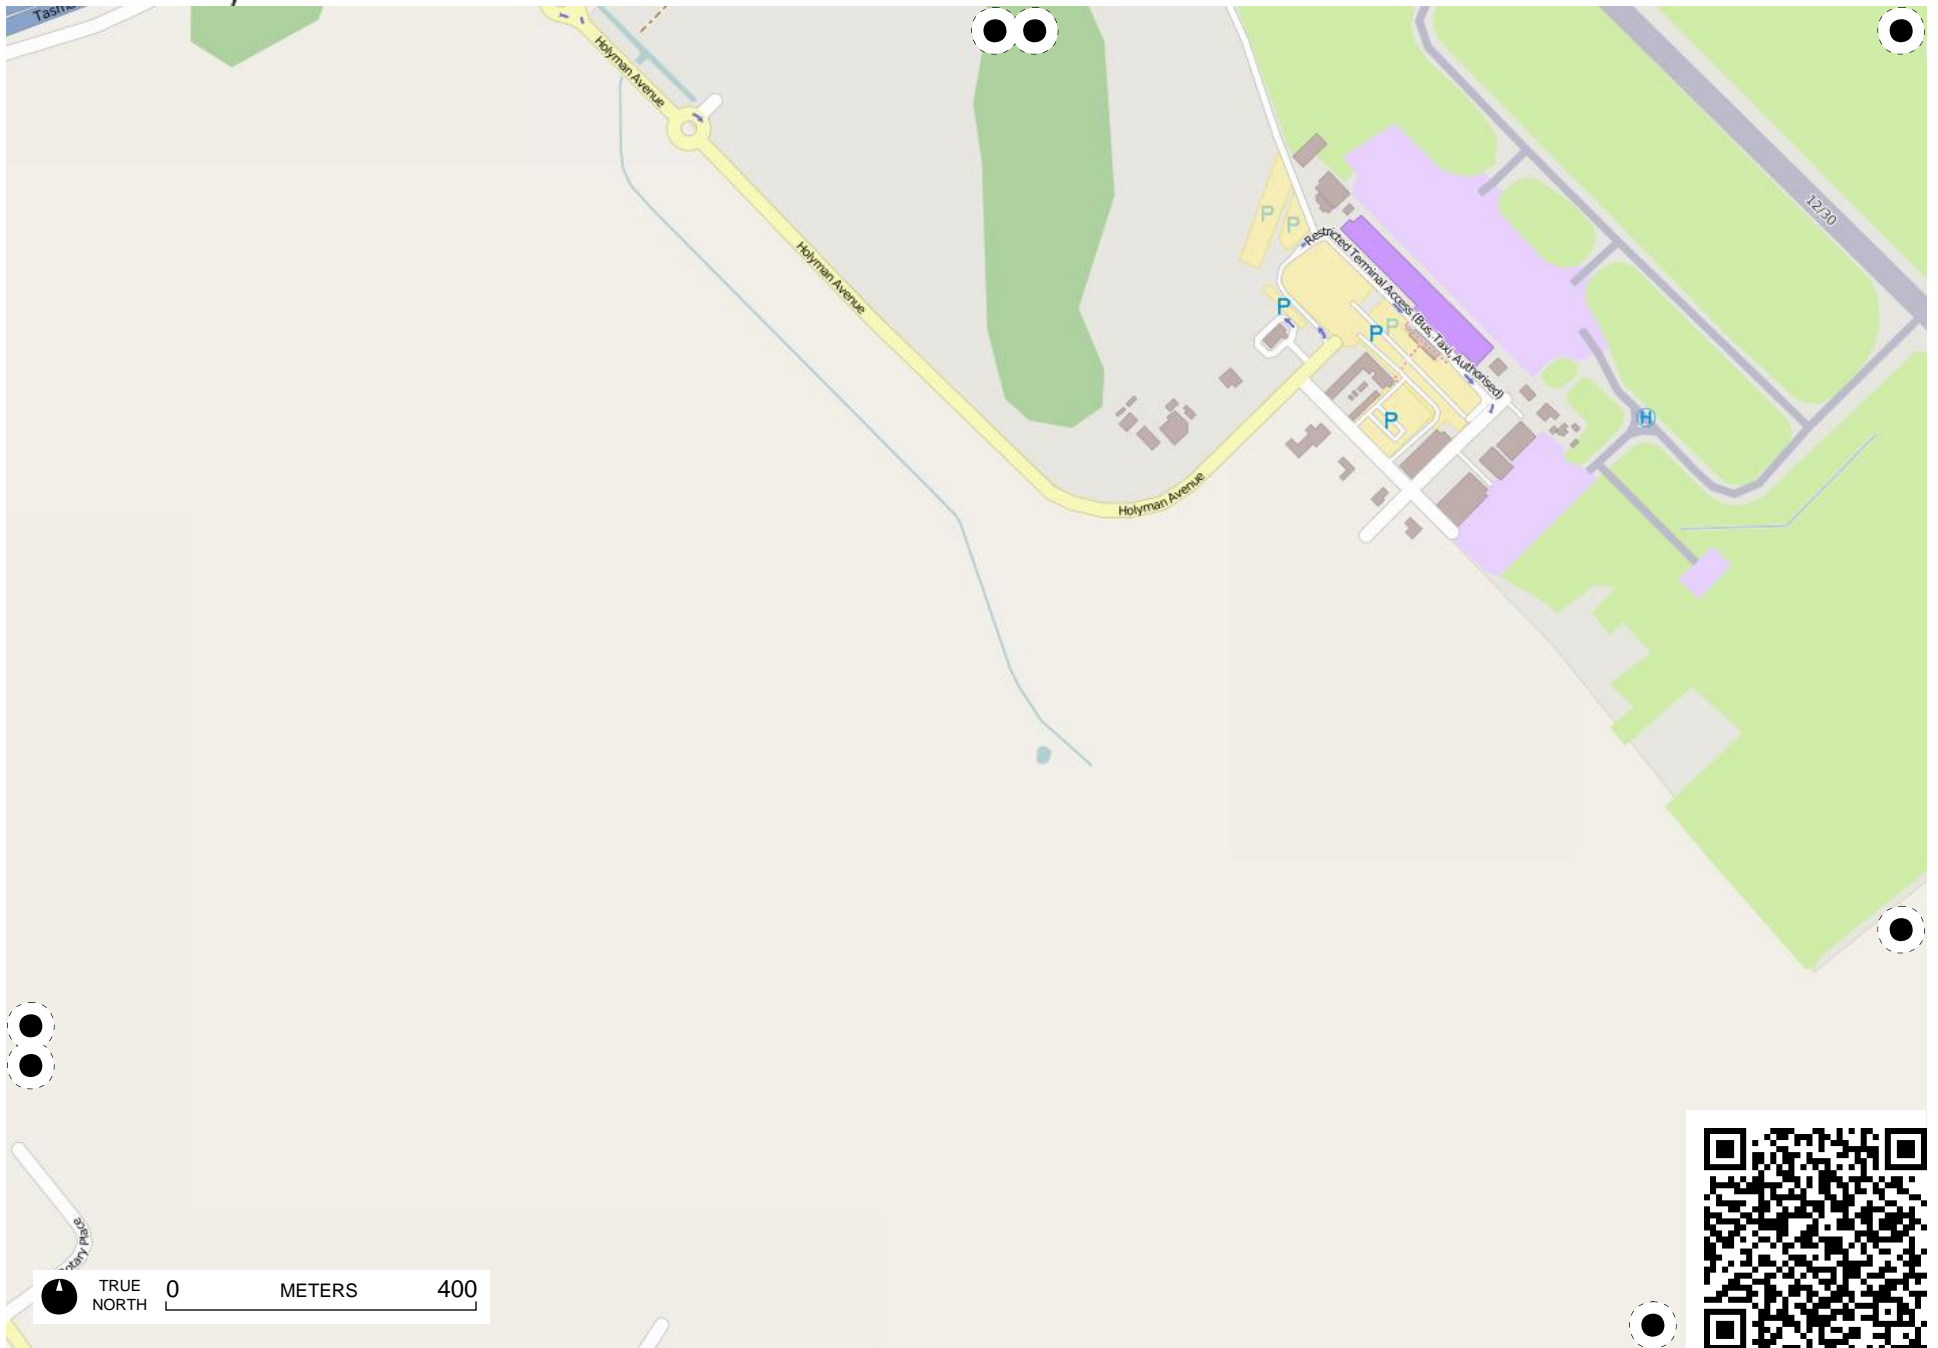 Holyman Avenue
12/30
P
P
Restricted Terminal Access (Bus, Taxi, Authorised)
Holyman Avenue
P
P
P
P
H
Holyman Avenue
TRUE NORTH
0 METERS 400